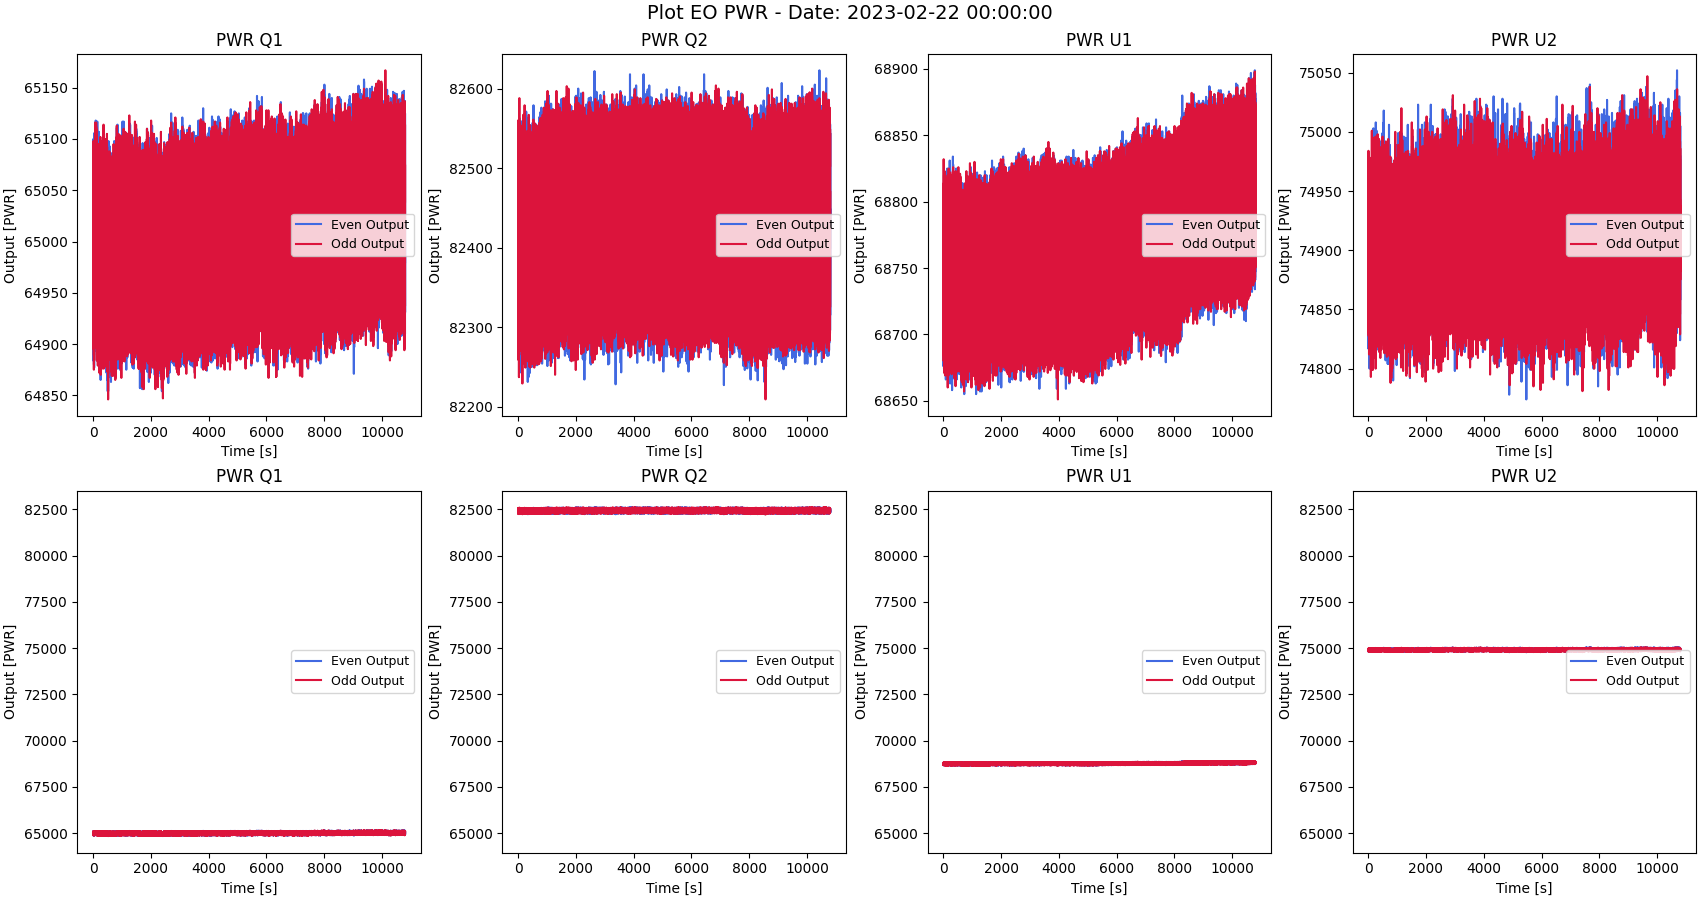 Plot EO PWR - Date: 2023-02-22 00:00:00
PWR Q1
Output [PWR]
65150
65100
65050
65000
64950
64900
64850
0 2000 4000 6000 8000 10000
Time [s]
Even Output
Odd Output
PWR Q2
Output [PWR]
82600
82500
82400
82300
82200
0 2000 4000 6000 8000 10000
Time [s]
Even Output
Odd Output
PWR U1
Output [PWR]
68900
68850
68800
68750
68700
68650
0 2000 4000 6000 8000 10000
Time [s]
Even Output
Odd Output
PWR U2
Output [PWR]
75050
75000
74950
74900
74850
74800
0 2000 4000 6000 8000 10000
Time [s]
Even Output
Odd Output
PWR Q1
Output [PWR]
82500
80000
77500
75000
72500
70000
67500
65000
0 2000 4000 6000 8000 10000
Time [s]
Even Output
Odd Output
PWR Q2
Output [PWR]
82500
80000
77500
75000
72500
70000
67500
65000
0 2000 4000 6000 8000 10000
Time [s]
Even Output
Odd Output
PWR U1
Output [PWR]
82500
80000
77500
75000
72500
70000
67500
65000
0 2000 4000 6000 8000 10000
Time [s]
Even Output
Odd Output
PWR U2
Output [PWR]
82500
80000
77500
75000
72500
70000
67500
65000
0 2000 4000 6000 8000 10000
Time [s]
Even Output
Odd Output